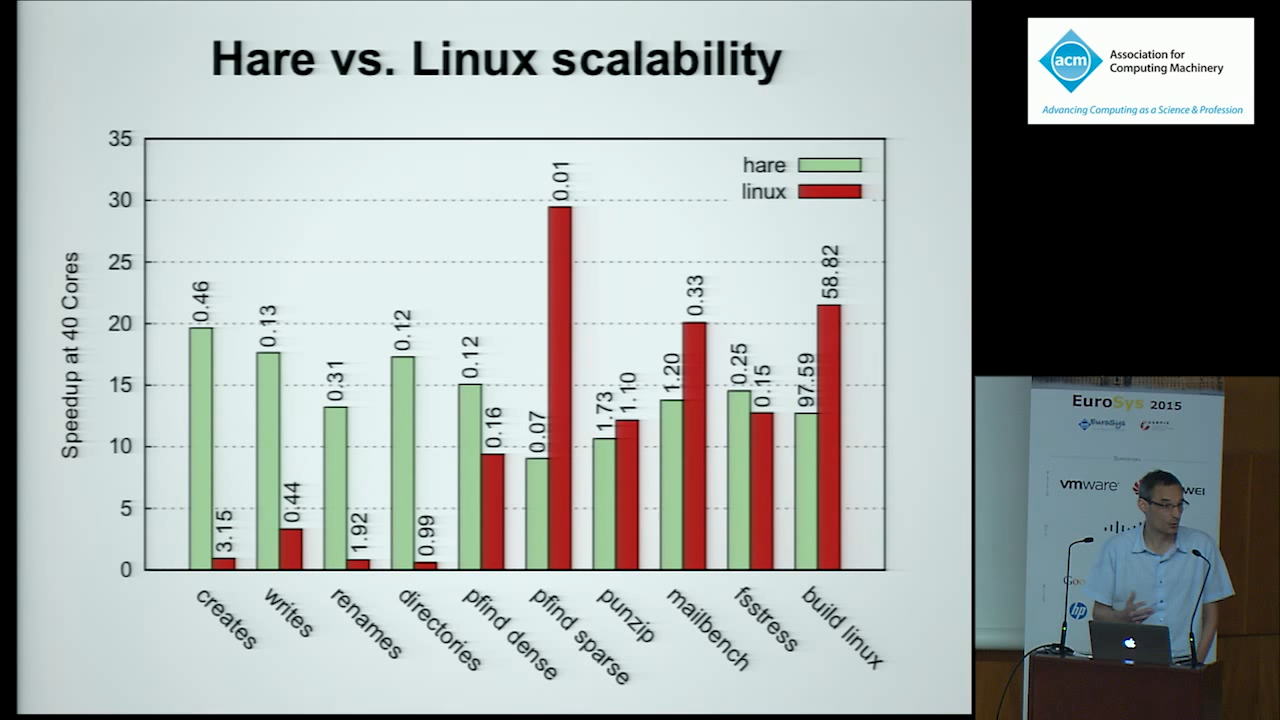 Hare vs. Linux scalability
35
30
25
20
15
10
5
0
Speedup at 40 Cores
hare
linux
0.46
3.15
0.13
0.44
0.31
1.92
0.12
0.99
0.12
0.16
0.07
0.01
1.73
1.10
1.20
0.33
0.25
0.15
97.59
58.82
creates
writes
renames
directories
pfind dense
pfind sparse
punzip
mailbench
fsstress
build linux
acm
Association for
Computing Machinery
Advancing Computing as a Science & Profession
EuroSys 2015
EuroSys
vmware
hp